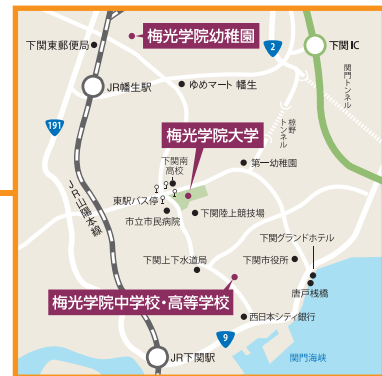 梅光学院幼稚園
下関東郵便局
2
下関IC
関門トンネル
JR幡生駅
ゆめマート 幡生
191
梅光学院大学
椋野
トンネル
下関南
高校
第一幼稚園
東駅バス停
市立市民病院
下関陸上競技場
JR山陽本線
下関グランドホテル
下関上下水道局
下関市役所
唐戸桟橋
梅光学院中学校・高等学校
西日本シティ銀行
9
JR下関駅
関門海峡